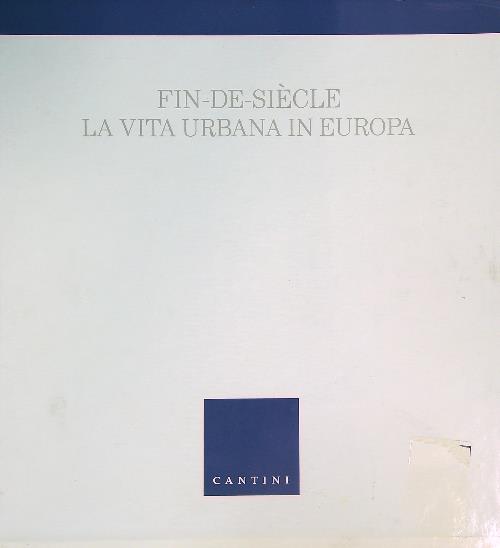 FIN-DE-SIÈCLE
LA VITA URBANA IN EUROPA
CANTINI